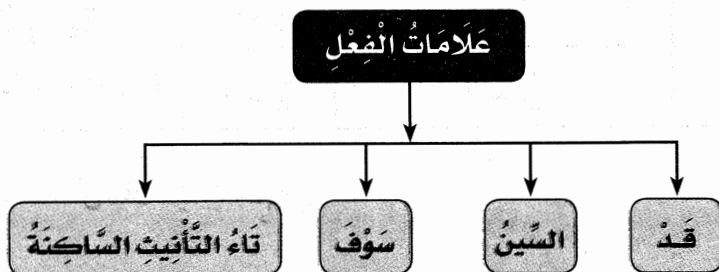 عَلَامَاتُ الْفِعْلِ
قَدْ
السِّينُ
سَوْفَ
تَاءُ التَّأْنِيثِ السَّاكِنَةُ